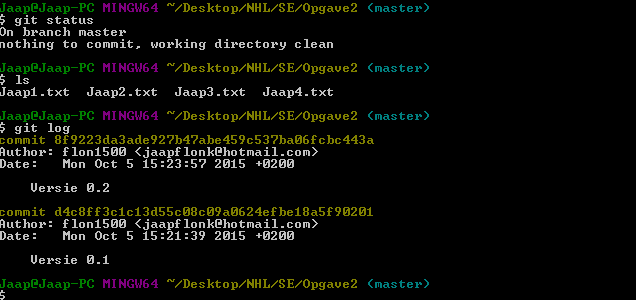 Jaap@Jaap-PC MINGW64 ~/Desktop/NHL/SE/Opgave2 (master)
$ git status
On branch master
nothing to commit, working directory clean
Jaap@Jaap-PC MINGW64 ~/Desktop/NHL/SE/Opgave2 (master)
$ ls
Jaap1.txt  Jaap2.txt  Jaap3.txt  Jaap4.txt
Jaap@Jaap-PC MINGW64 ~/Desktop/NHL/SE/Opgave2 (master)
$ git log
commit 8f9223da3ade927b47abe459c537ba06fcbc443a
Author: flon1500 <jaapflonk@hotmail.com>
Date:   Mon Oct 5 15:23:57 2015 +0200
Versie 0.2
commit d4c8ff3c1c13d55c08c09a0624efbe18a5f90201
Author: flon1500 <jaapflonk@hotmail.com>
Date:   Mon Oct 5 15:21:39 2015 +0200
Versie 0.1
Jaap@Jaap-PC MINGW64 ~/Desktop/NHL/SE/Opgave2 (master)
$